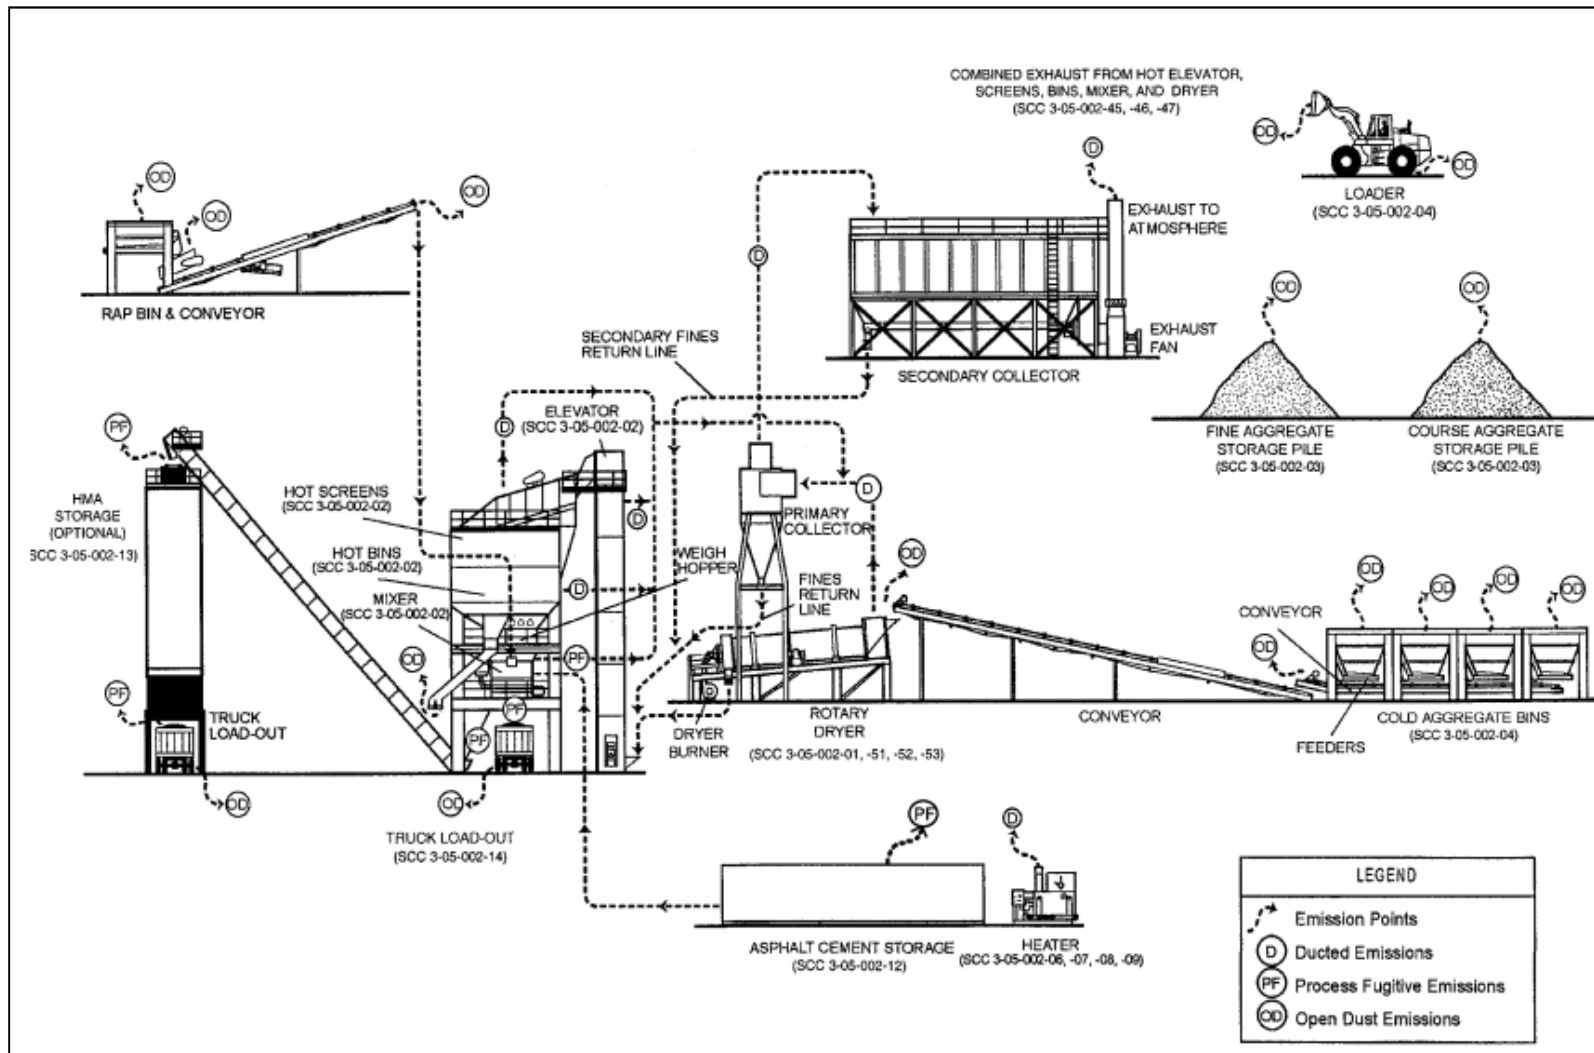 COMBINED EXHAUST FROM HOT ELEVATOR,
SCREENS, BINS, MIXER, AND DRYER
(SCC 3-05-002-45, -46, -47)
D
OD
OD
LOADER
(SCC 3-05-002-04)
EXHAUST TO
ATMOSPHERE
EXHAUST
FAN
SECONDARY COLLECTOR
D
OD
OD
OD
RAP BIN & CONVEYOR
SECONDARY FINES
RETURN LINE
OD
OD
FINE AGGREGATE
STORAGE PILE
(SCC 3-05-002-03)
COURSE AGGREGATE
STORAGE PILE
(SCC 3-05-002-03)
PF
D
ELEVATOR
(SCC 3-05-002-02)
HMA
STORAGE
(OPTIONAL)
SCC 3-05-002-13)
HOT SCREENS
(SCC 3-05-002-02)
HOT BINS
(SCC 3-05-002-02)
MIXER
(SCC 3-05-002-02)
D
D
WEIGH
HOPPER
PRIMARY
COLLECTOR
D
FINES
RETURN
LINE
OD
OD
PF
PF
PF
PF
TRUCK
LOAD-OUT
OD
OD
TRUCK LOAD-OUT
(SCC 3-05-002-14)
DRYER
BURNER
ROTARY
DRYER
(SCC 3-05-002-01, -51, -52, -53)
CONVEYOR
CONVEYOR
OD
OD
OD
OD
OD
FEEDERS
COLD AGGREGATE BINS
(SCC 3-05-002-04)
PF
D
ASPHALT CEMENT STORAGE
(SCC 3-05-002-12)
HEATER
(SCC 3-05-002-06, -07, -08, -09)
LEGEND
Emission Points
D Ducted Emissions
PF Process Fugitive Emissions
OD Open Dust Emissions